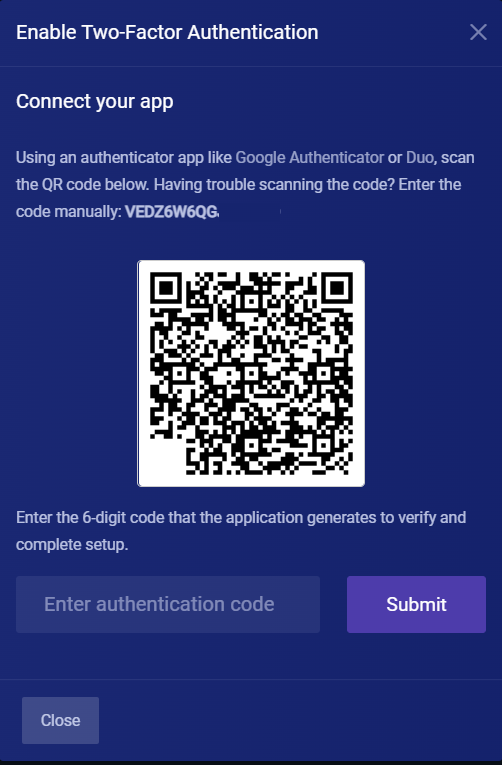 Enable Two-Factor Authentication
Connect your app
Using an authenticator app like Google Authenticator or Duo, scan
the QR code below. Having trouble scanning the code? Enter the
code manually: VEDZ6W6QG
Enter the 6-digit code that the application generates to verify and
complete setup.
Enter authentication code
Submit
Close